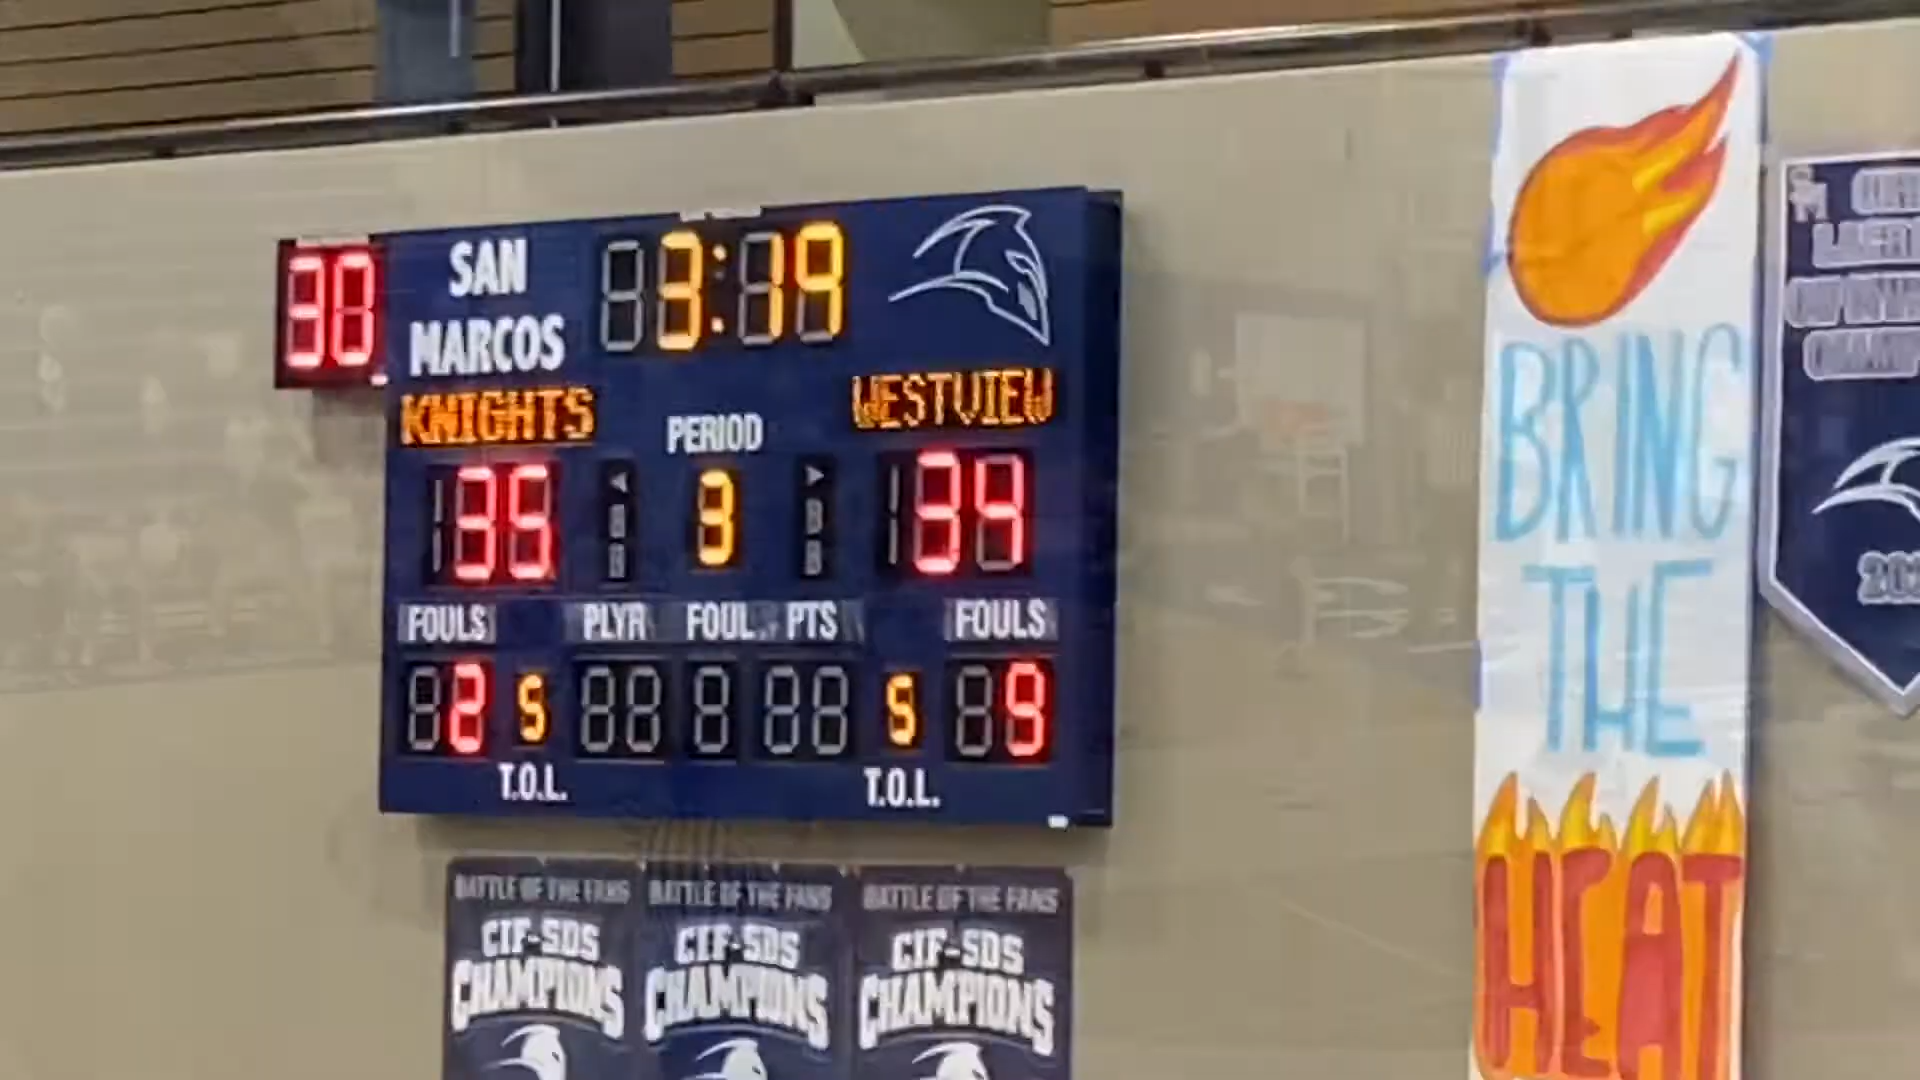 30
SAN
MARCOS
3:19
KNIGHTS
WESTVIEW
PERIOD
35
3
34
FOULS
PLYR
FOUL
PTS
FOULS
2
5
5
9
T.O.L.
T.O.L.
BATTLE OF THE FANS
CIF-SDS
CHAMPIONS
BATTLE OF THE FANS
CIF-SDS
CHAMPIONS
BATTLE OF THE FANS
CIF-SDS
CHAMPIONS
BRING
THE
HEAT